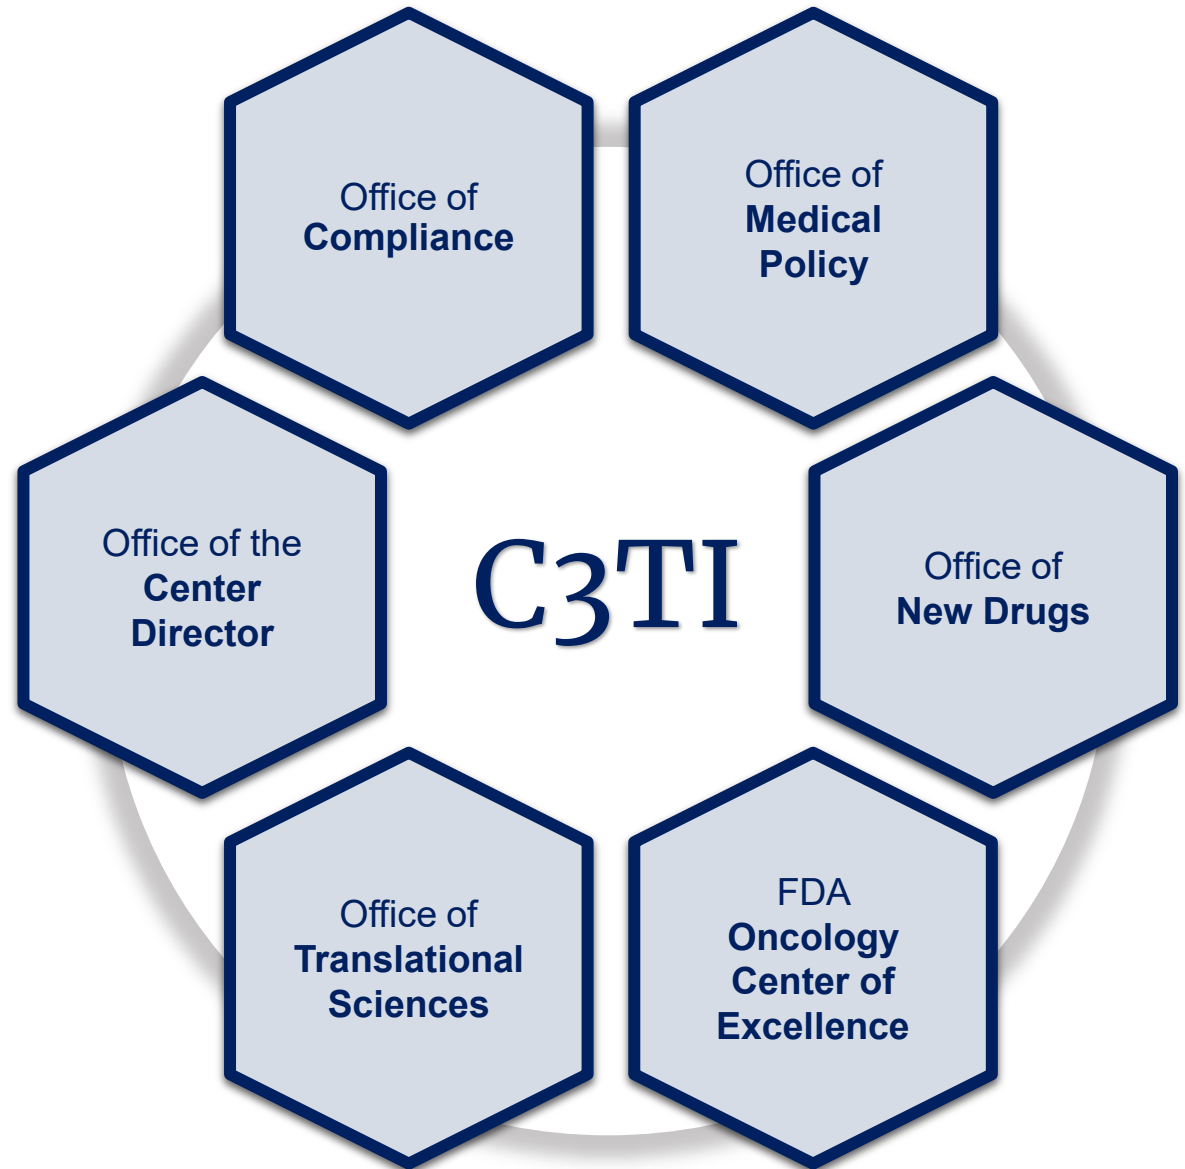 Office of
Compliance
Office of
Medical
Policy
Office of the
Center
Director
C3TI
Office of
New Drugs
Office of
Translational
Sciences
FDA
Oncology
Center of
Excellence